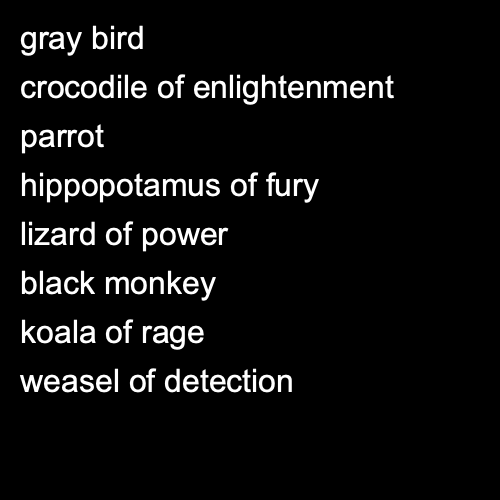 gray bird
crocodile of enlightenment
parrot
hippopotamus of fury
lizard of power
black monkey
koala of rage
weasel of detection